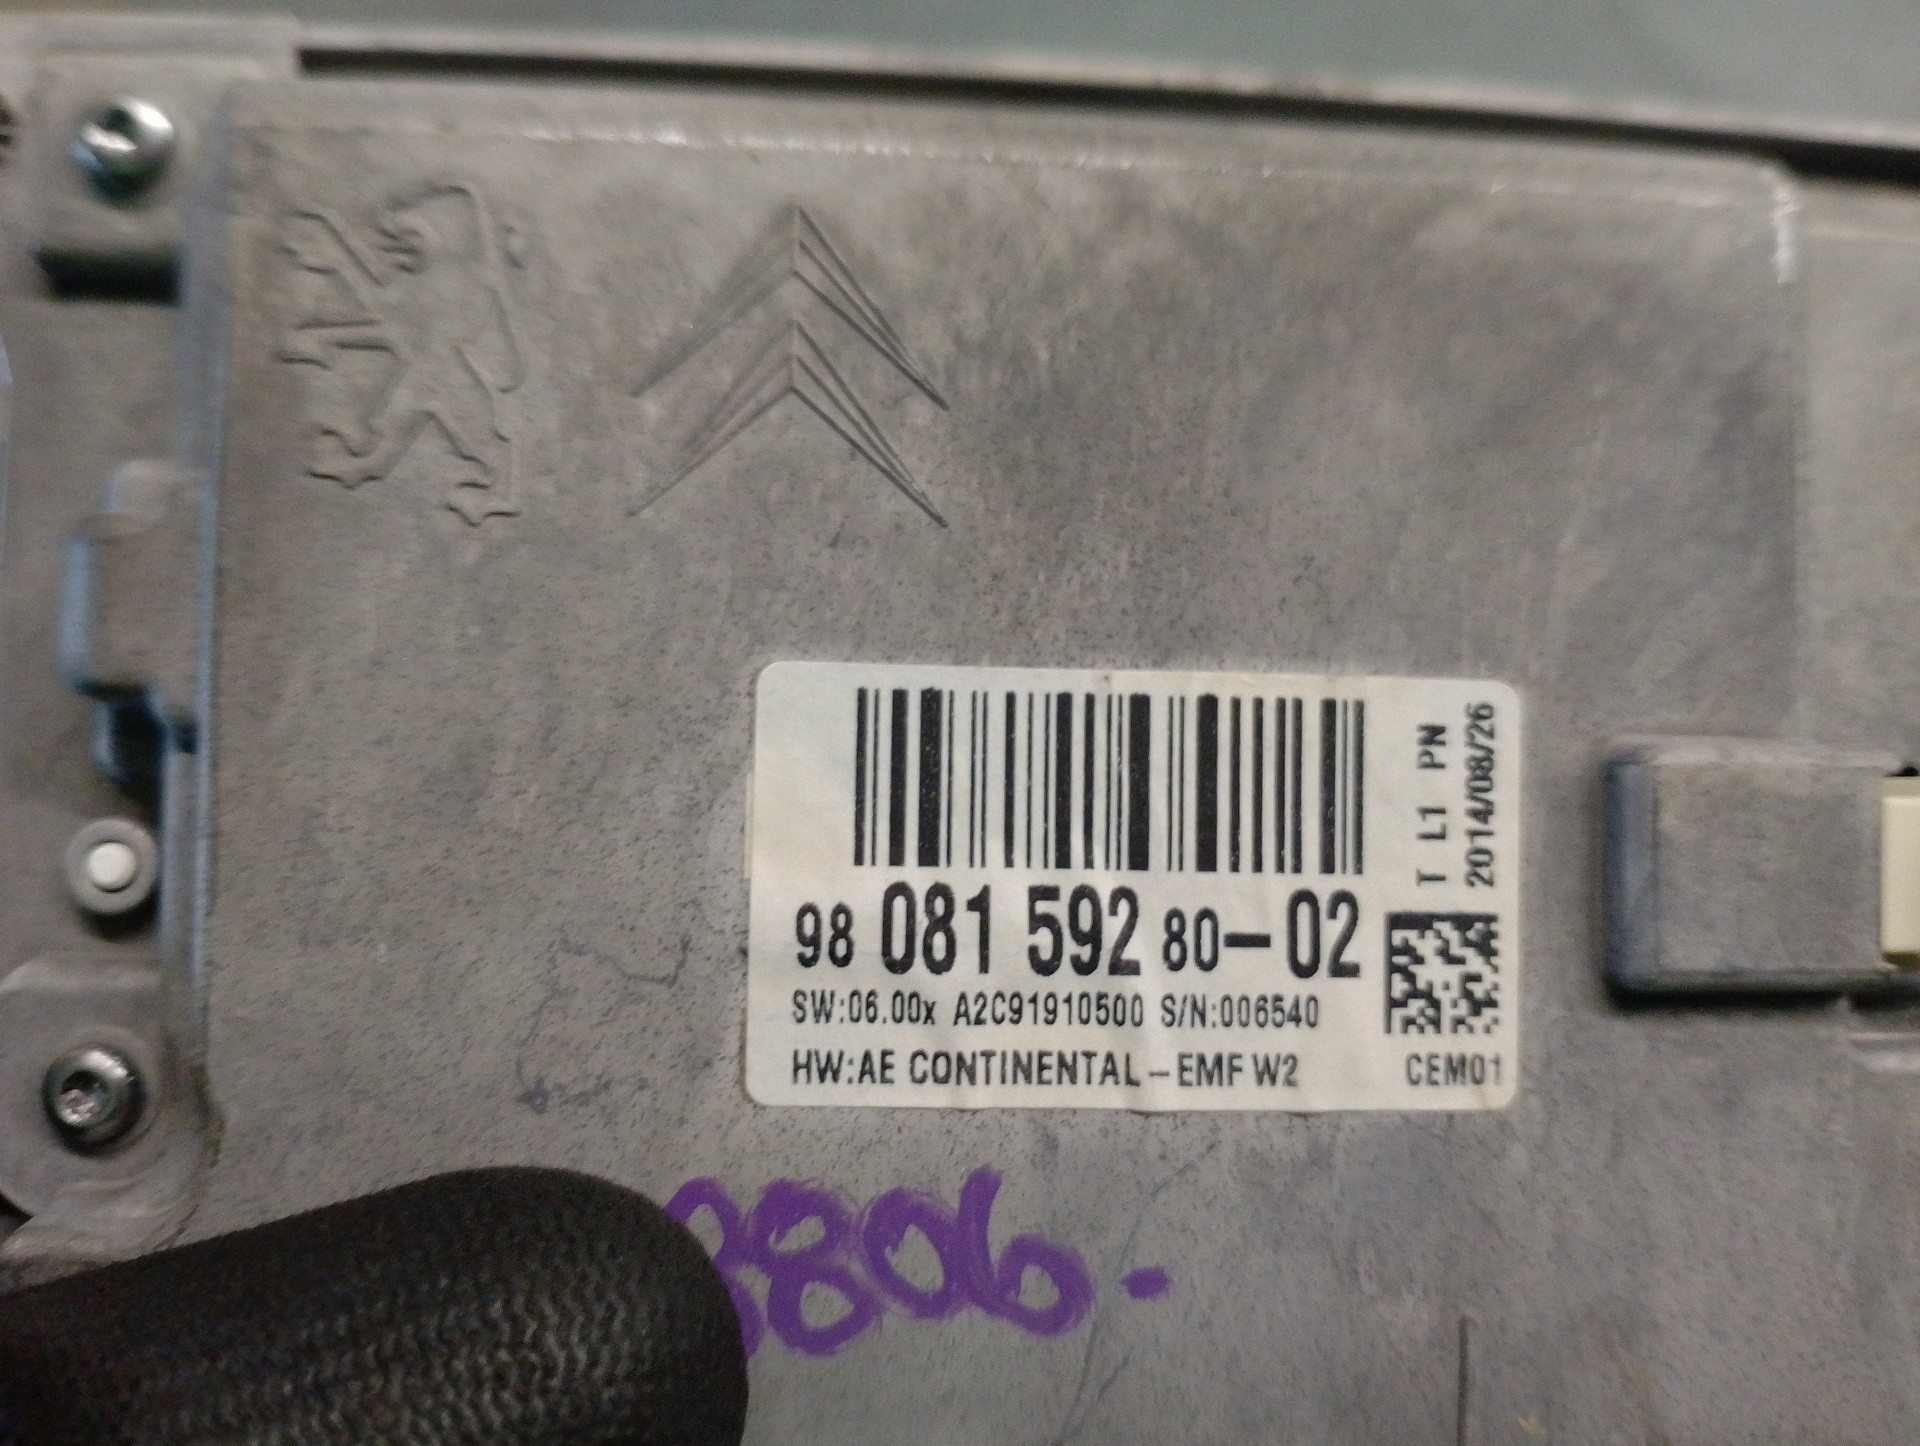 T L1 PN
2014/08/26
98 081 592 80-02
SW:06.00x A2C91910500 S/N:006540
HW:AE CONTINENTAL-EMF W2 CEM01
8806-